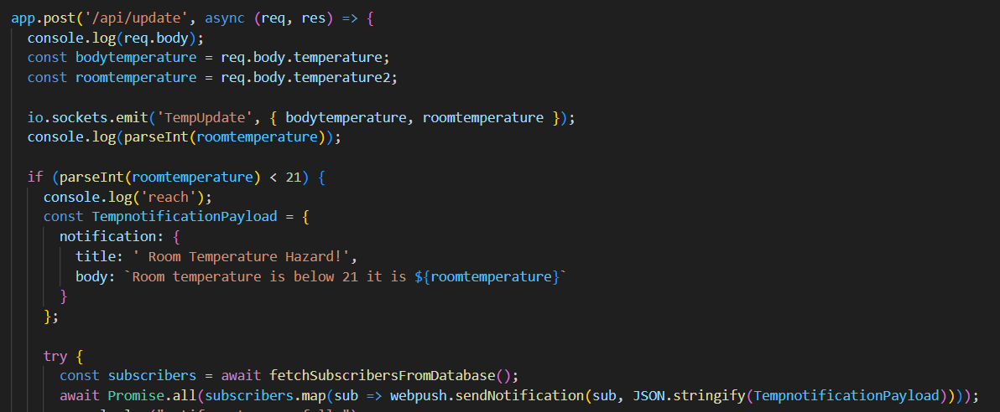 app.post('/api/update', async (req, res) => {
console.log(req.body);
const bodytemperature = req.body.temperature;
const roomtemperature = req.body.temperature2;
io.sockets.emit('TempUpdate', { bodytemperature, roomtemperature });
console.log(parseInt(roomtemperature));
if (parseInt(roomtemperature) < 21) {
console.log('reach');
const TempnotificationPayload = {
notification: {
title: ' Room Temperature Hazard!',
body: `Room temperature is below 21 it is ${roomtemperature}`
}
};
try {
const subscribers = await fetchSubscribersFromDatabase();
await Promise.all(subscribers.map(sub => webpush.sendNotification(sub, JSON.stringify(TempnotificationPayload))));